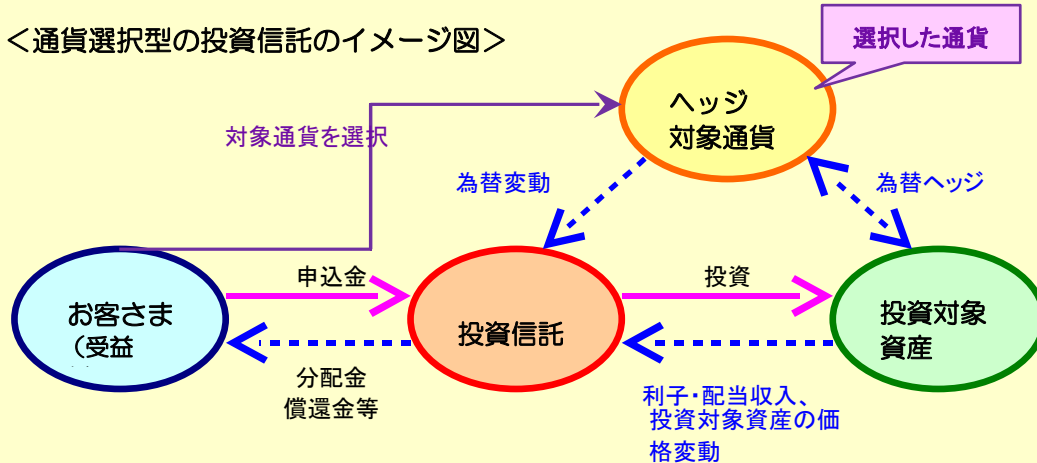 ＜通貨選択型の投資信託のイメージ図＞
選択した通貨
ヘッジ
対象通貨
対象通貨を選択
為替変動
為替ヘッジ
申込金
投資
お客さま
（受益
投資信託
投資対象
資産
分配金
償還金等
利子・配当収入、
投資対象資産の価
格変動